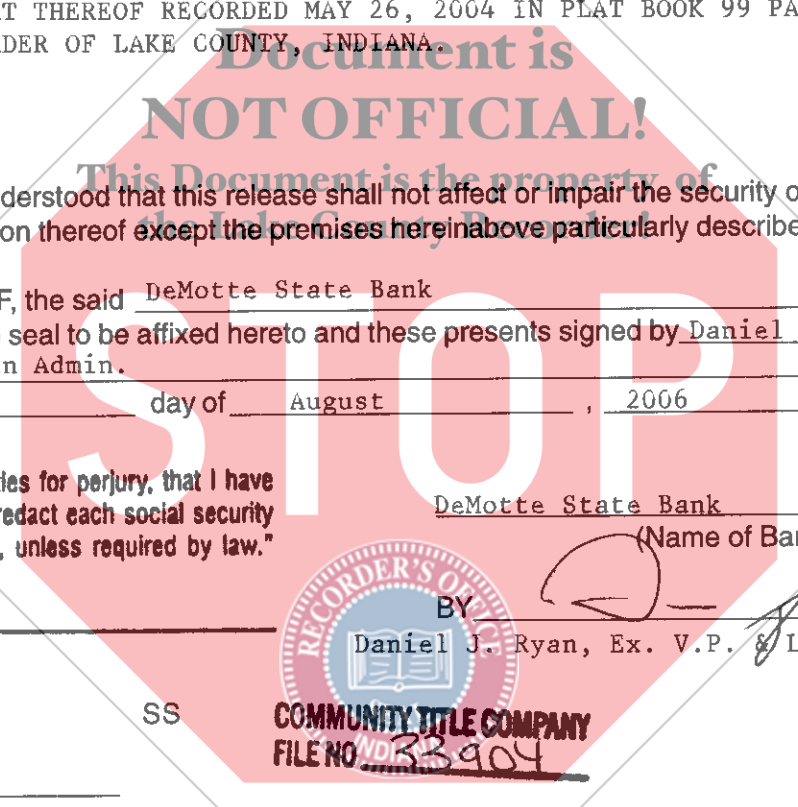 T THEREOF RECORDED MAY 26, 2004 IN PLAT BOOK 99 PA
DER OF LAKE COUNTY, INDIANA.
Document is
NOT OFFICIAL!
This Document is the property of
the Lake County Recorder!
STOP
derstood that this release shall not affect or impair the security o
on thereof except the premises hereinabove particularly describe
F, the said DeMotte State Bank
seal to be affixed hereto and these presents signed by Daniel
n Admin.
day of August , 2006
ies for perjury, that I have
redact each social security
, unless required by law."
DeMotte State Bank
(Name of Ban
BY
Daniel J. Ryan, Ex. V.P. & L
RECORDER'S OFFICE
INDIANA
SS
COMMUNITY TITLE COMPANY
FILE NO 33904